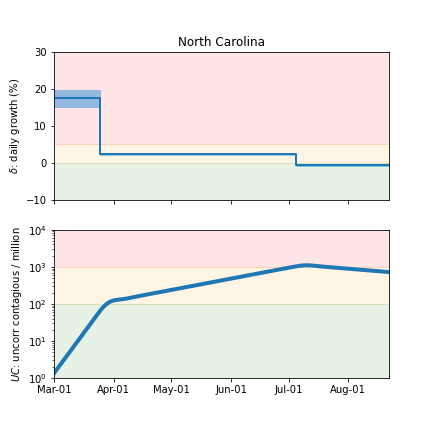 North Carolina
30
20
10
0
−10
δ: daily growth (%)
10⁴
10³
10²
10¹
10⁰
UC: uncorr contagious / million
Mar-01 Apr-01 May-01 Jun-01 Jul-01 Aug-01